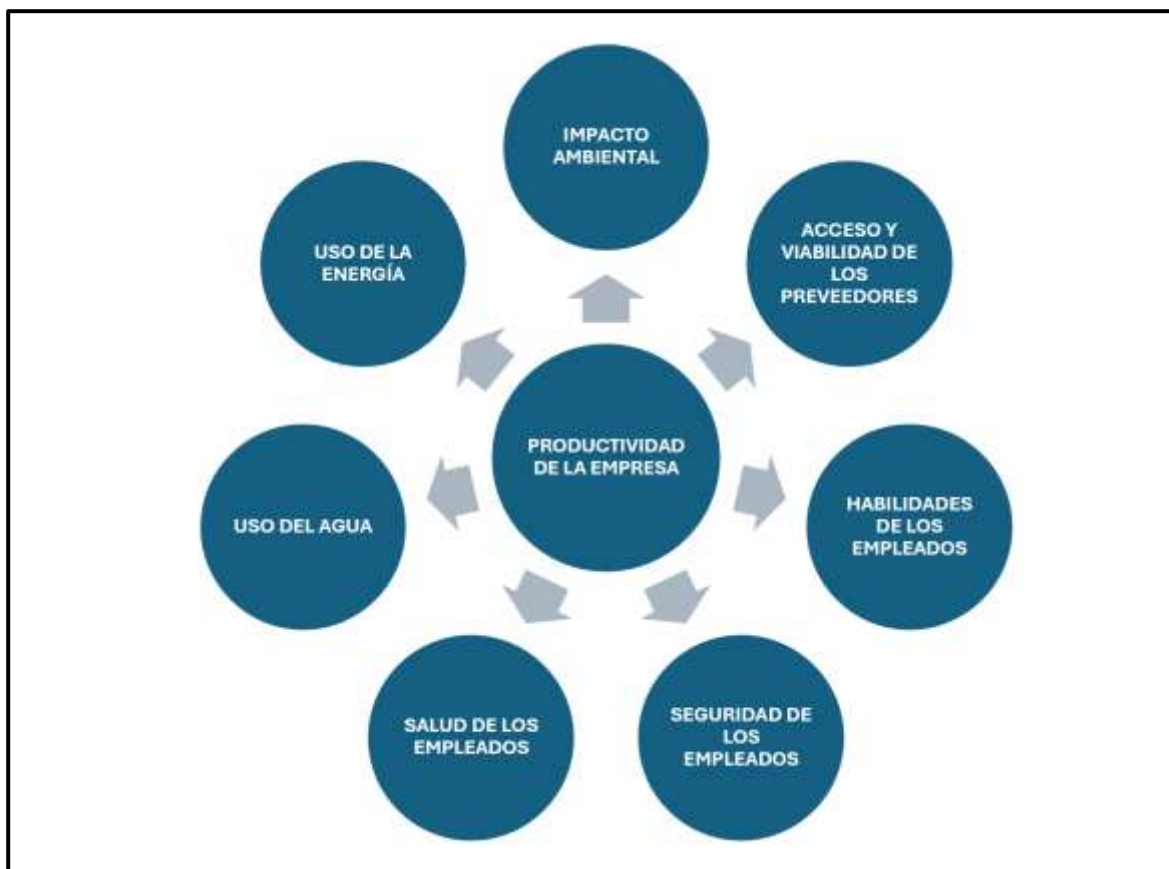 IMPACTO
AMBIENTAL
ACCESO Y
VIABILIDAD DE
LOS
PREVEEDORES
HABILIDADES
DE LOS
EMPLEADOS
SEGURIDAD DE
LOS
EMPLEADOS
SALUD DE LOS
EMPLEADOS
USO DEL AGUA
USO DE LA
ENERGÍA
PRODUCTIVIDAD
DE LA EMPRESA